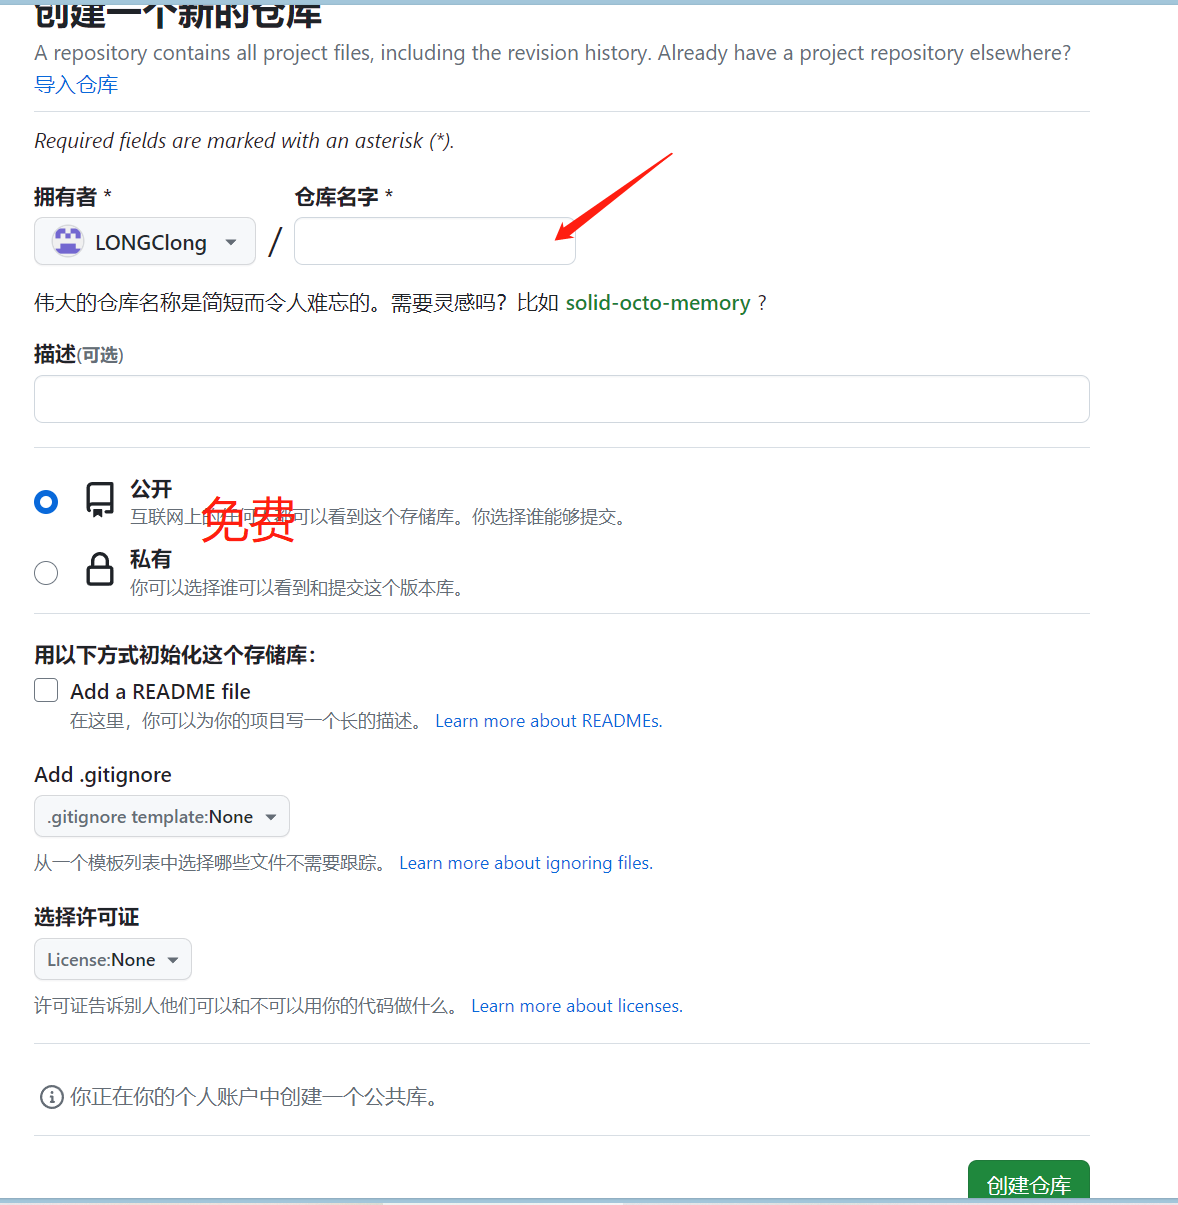 创建一个新的仓库
A repository contains all project files, including the revision history. Already have a project repository elsewhere?
导入仓库
Required fields are marked with an asterisk (*).
拥有者 *
仓库名字 *
LONGClong
/
伟大的仓库名称是简短而令人难忘的。需要灵感吗？比如 solid-octo-memory ?
描述(可选)
公开
互联网上的任何人都可以看到这个存储库。你选择谁能够提交。
免费
私有
你可以选择谁可以看到和提交这个版本库。
用以下方式初始化这个存储库：
Add a README file
在这里，你可以为你的项目写一个长的描述。 Learn more about READMEs.
Add .gitignore
.gitignore template:None
从一个模板列表中选择哪些文件不需要跟踪。 Learn more about ignoring files.
选择许可证
License:None
许可证告诉别人他们可以和不可以用你的代码做什么。 Learn more about licenses.
你正在你的个人账户中创建一个公共库。
创建仓库